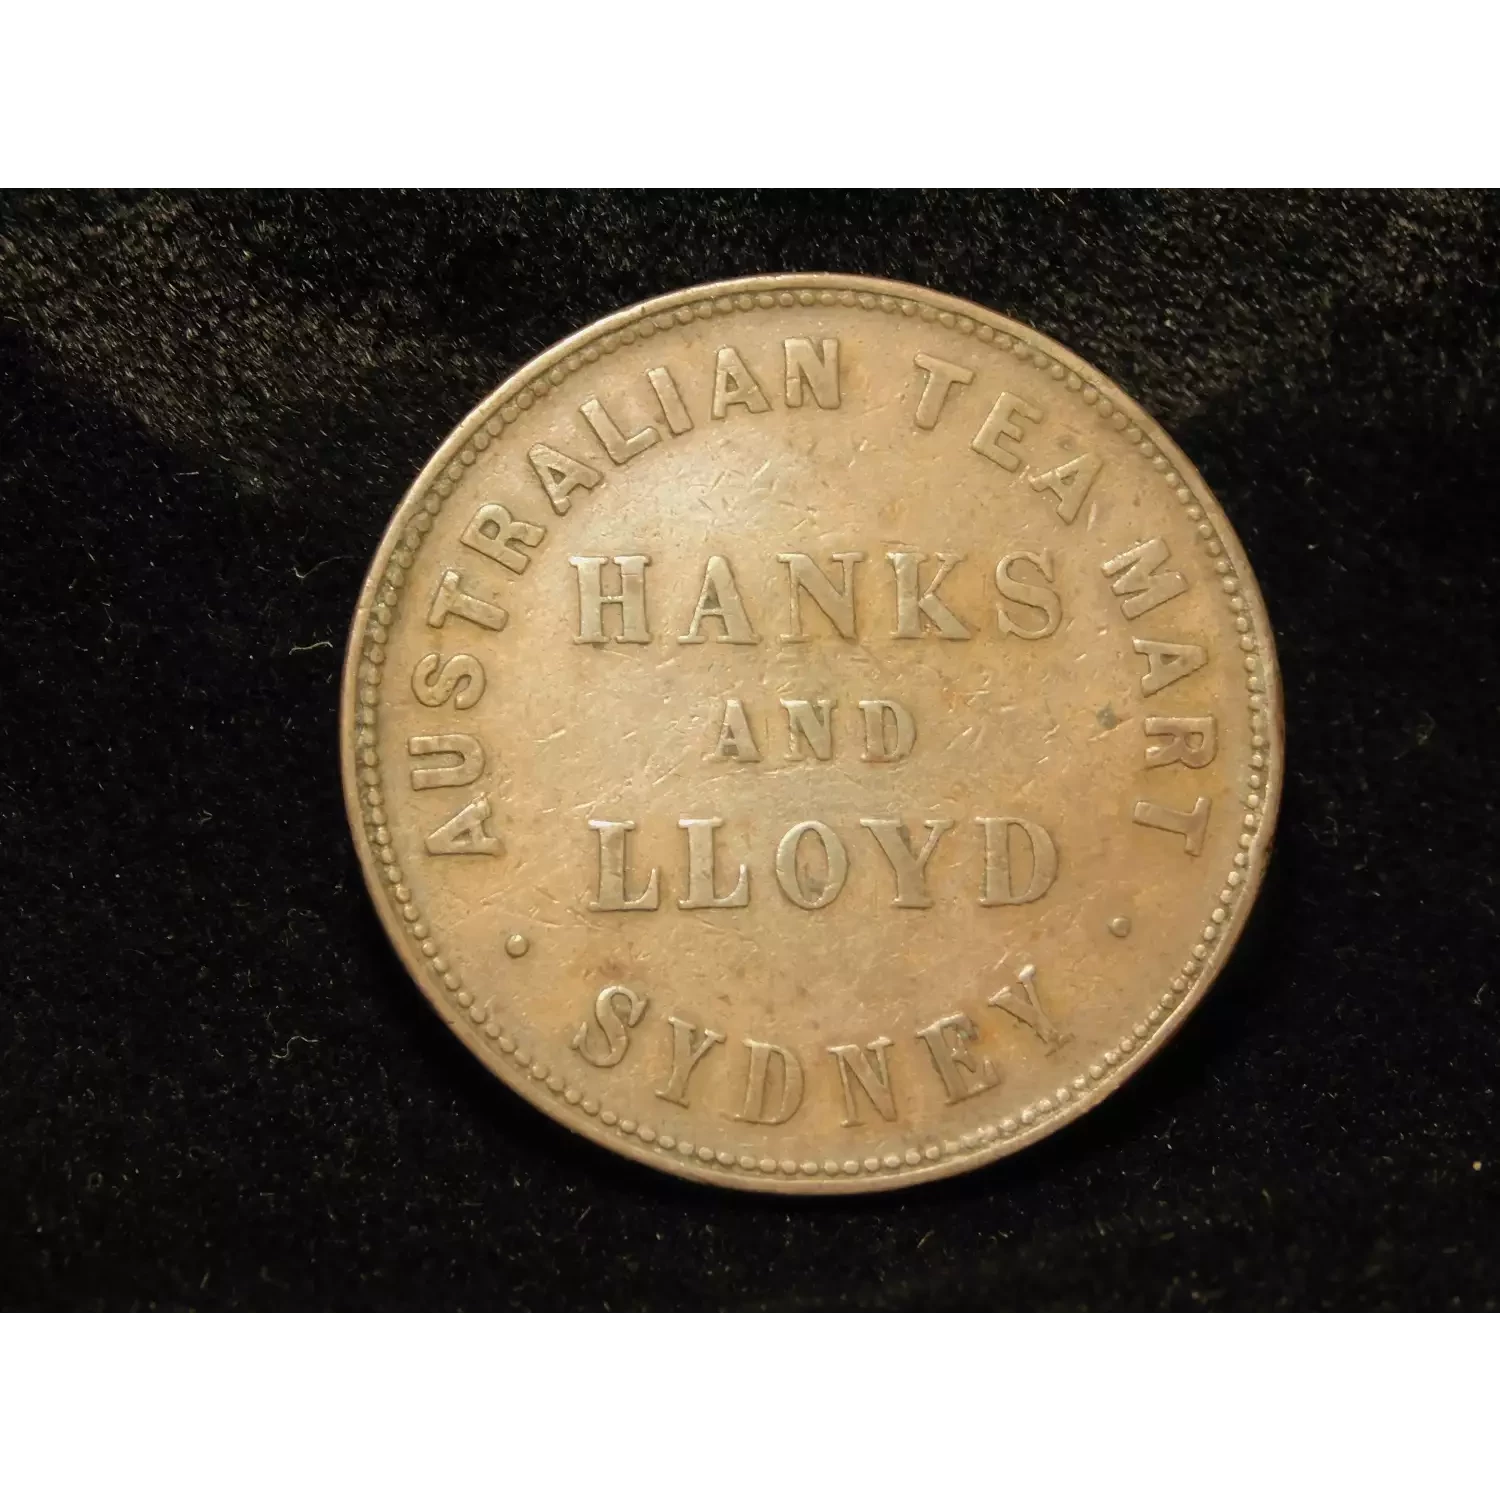 AUSTRALIAN TEA MART
HANKS
AND
LLOYD
· SYDNEY ·